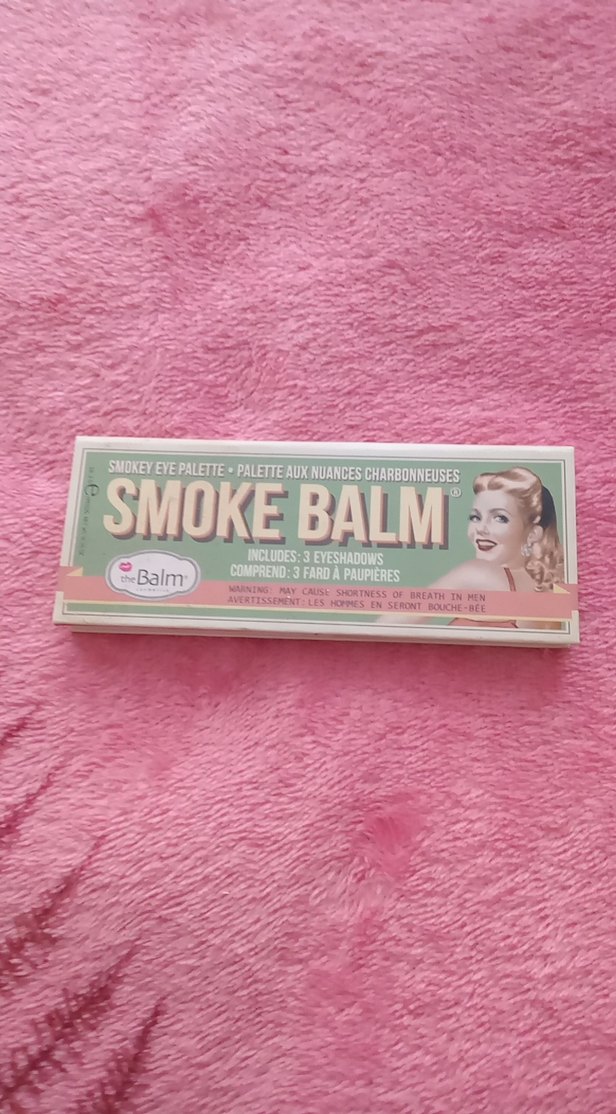 SMOKEY EYE PALETTE • PALETTE AUX NUANCES CHARBONNEUSES
SMOKE BALM®
INCLUDES: 3 EYESHADOWS
COMPREND: 3 FARD À PAUPIÈRES
theBalm®
COSMETICS
WARNING: MAY CAUSE SHORTNESS OF BREATH IN MEN
AVERTISSEMENT: LES HOMMES EN SERONT BOUCHE-BÉE